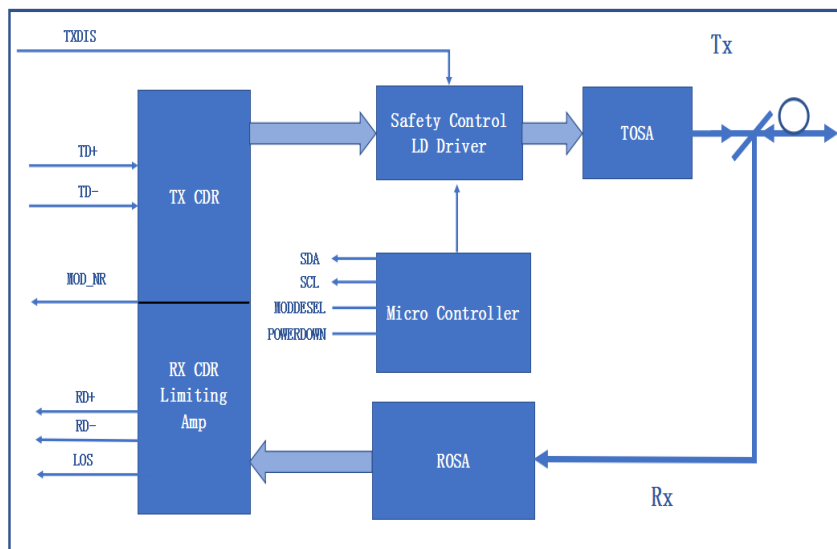 TXDIS
Tx
Safety Control
LD Driver
TOSA
TD+
TX CDR
TD-
SDA
MOD_NR
SCL
MODDESEL
Micro Controller
POWERDOWN
RX CDR
Limiting
Amp
RD+
RD-
LOS
ROSA
Rx